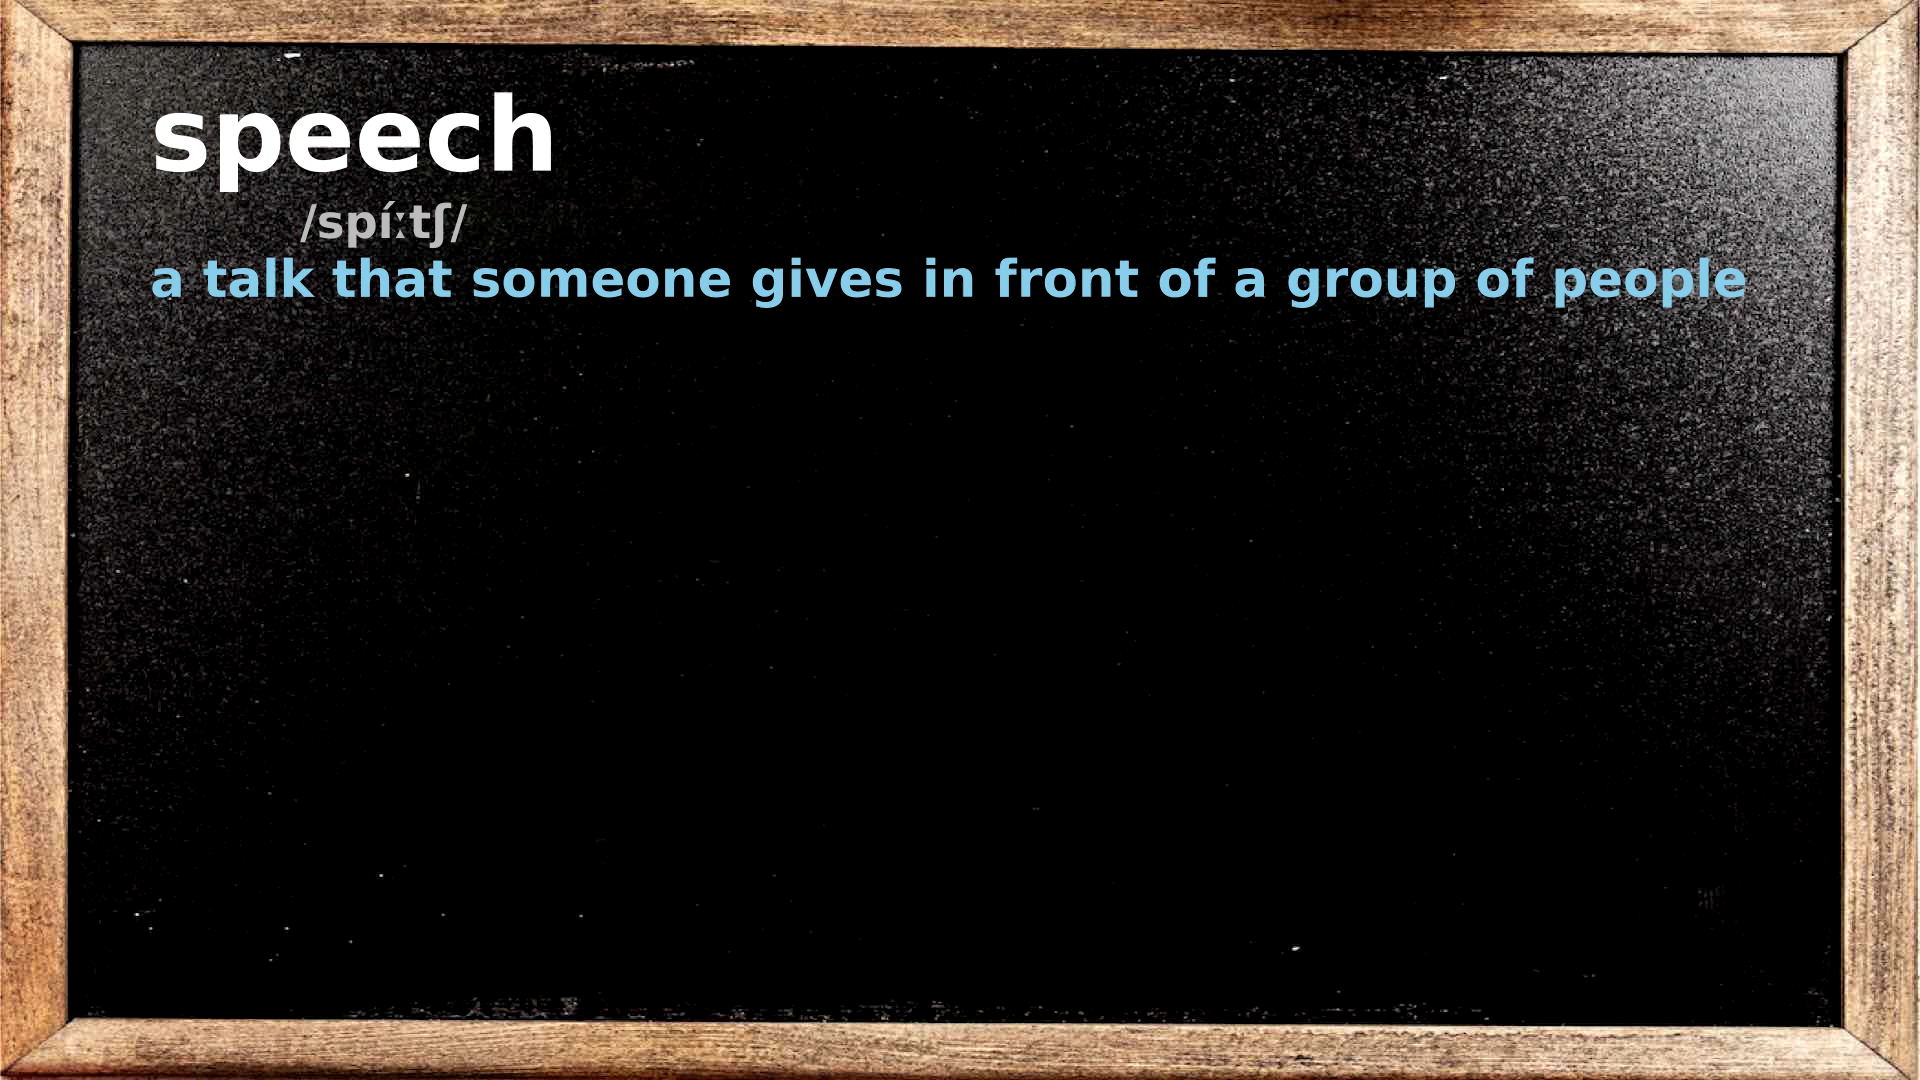 speech
/spíːtʃ/
a talk that someone gives in front of a group of people